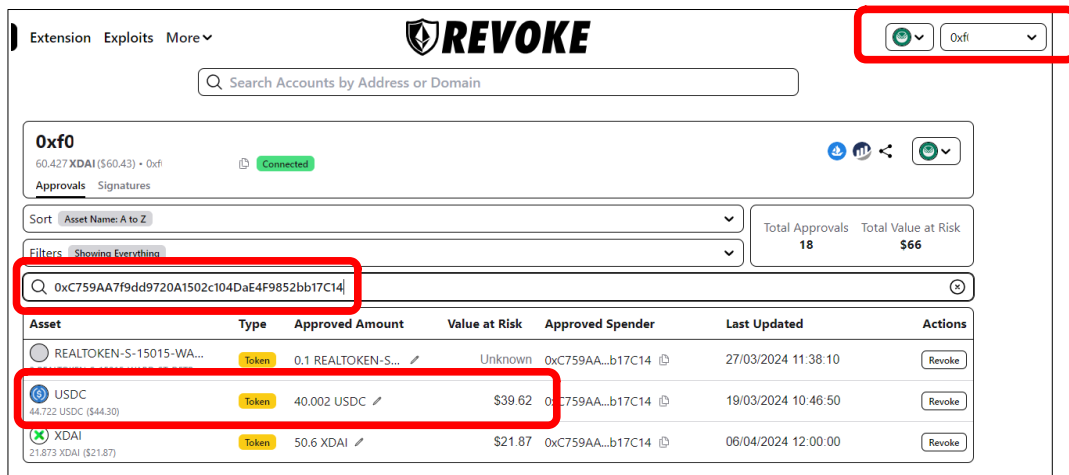 Extension Exploits More
REVOKE
0xf
Search Accounts by Address or Domain
0xf0
60.427 XDAI ($60.43) • 0xf
Connected
Approvals Signatures
Sort Asset Name: A to Z
Total Approvals Total Value at Risk
18 $66
Filters Showing Everything
0xC759AA7f9dd9720A1502c104DaE4F9852bb17C14
Asset Type Approved Amount Value at Risk Approved Spender Last Updated Actions
REALTOKEN-S-15015-WA... Token 0.1 REALTOKEN-S... Unknown 0xC759AA...b17C14 27/03/2024 11:38:10 Revoke
USDC Token 40.002 USDC $39.62 0xC759AA...b17C14 19/03/2024 10:46:50 Revoke
44.722 USDC ($44.30)
XDAI Token 50.6 XDAI $21.87 0xC759AA...b17C14 06/04/2024 12:00:00 Revoke
21.873 XDAI ($21.87)